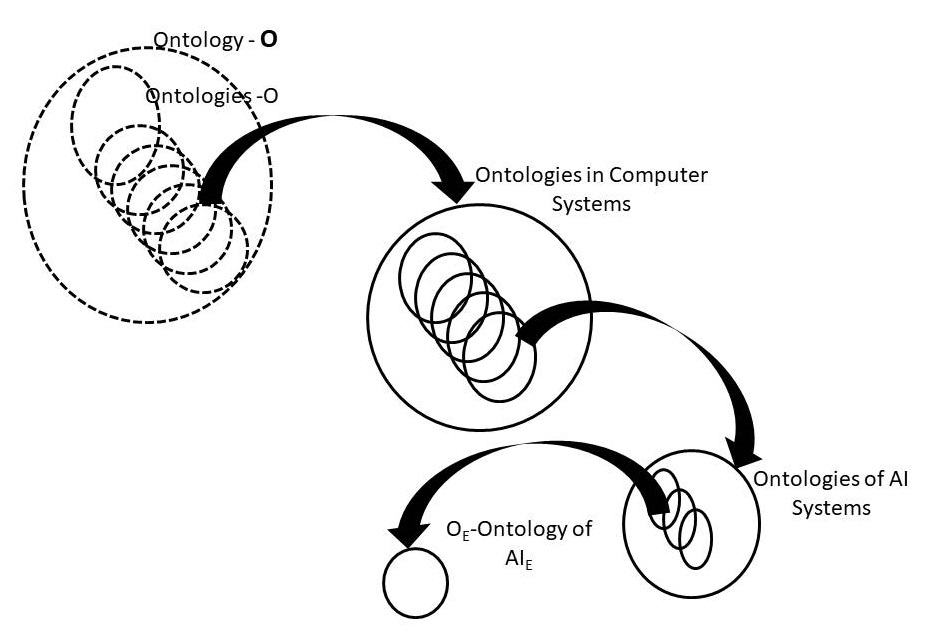 Ontology - O
Ontologies -O
Ontologies in Computer
Systems
Ontologies of AI
Systems
O_E-Ontology of
AI_E